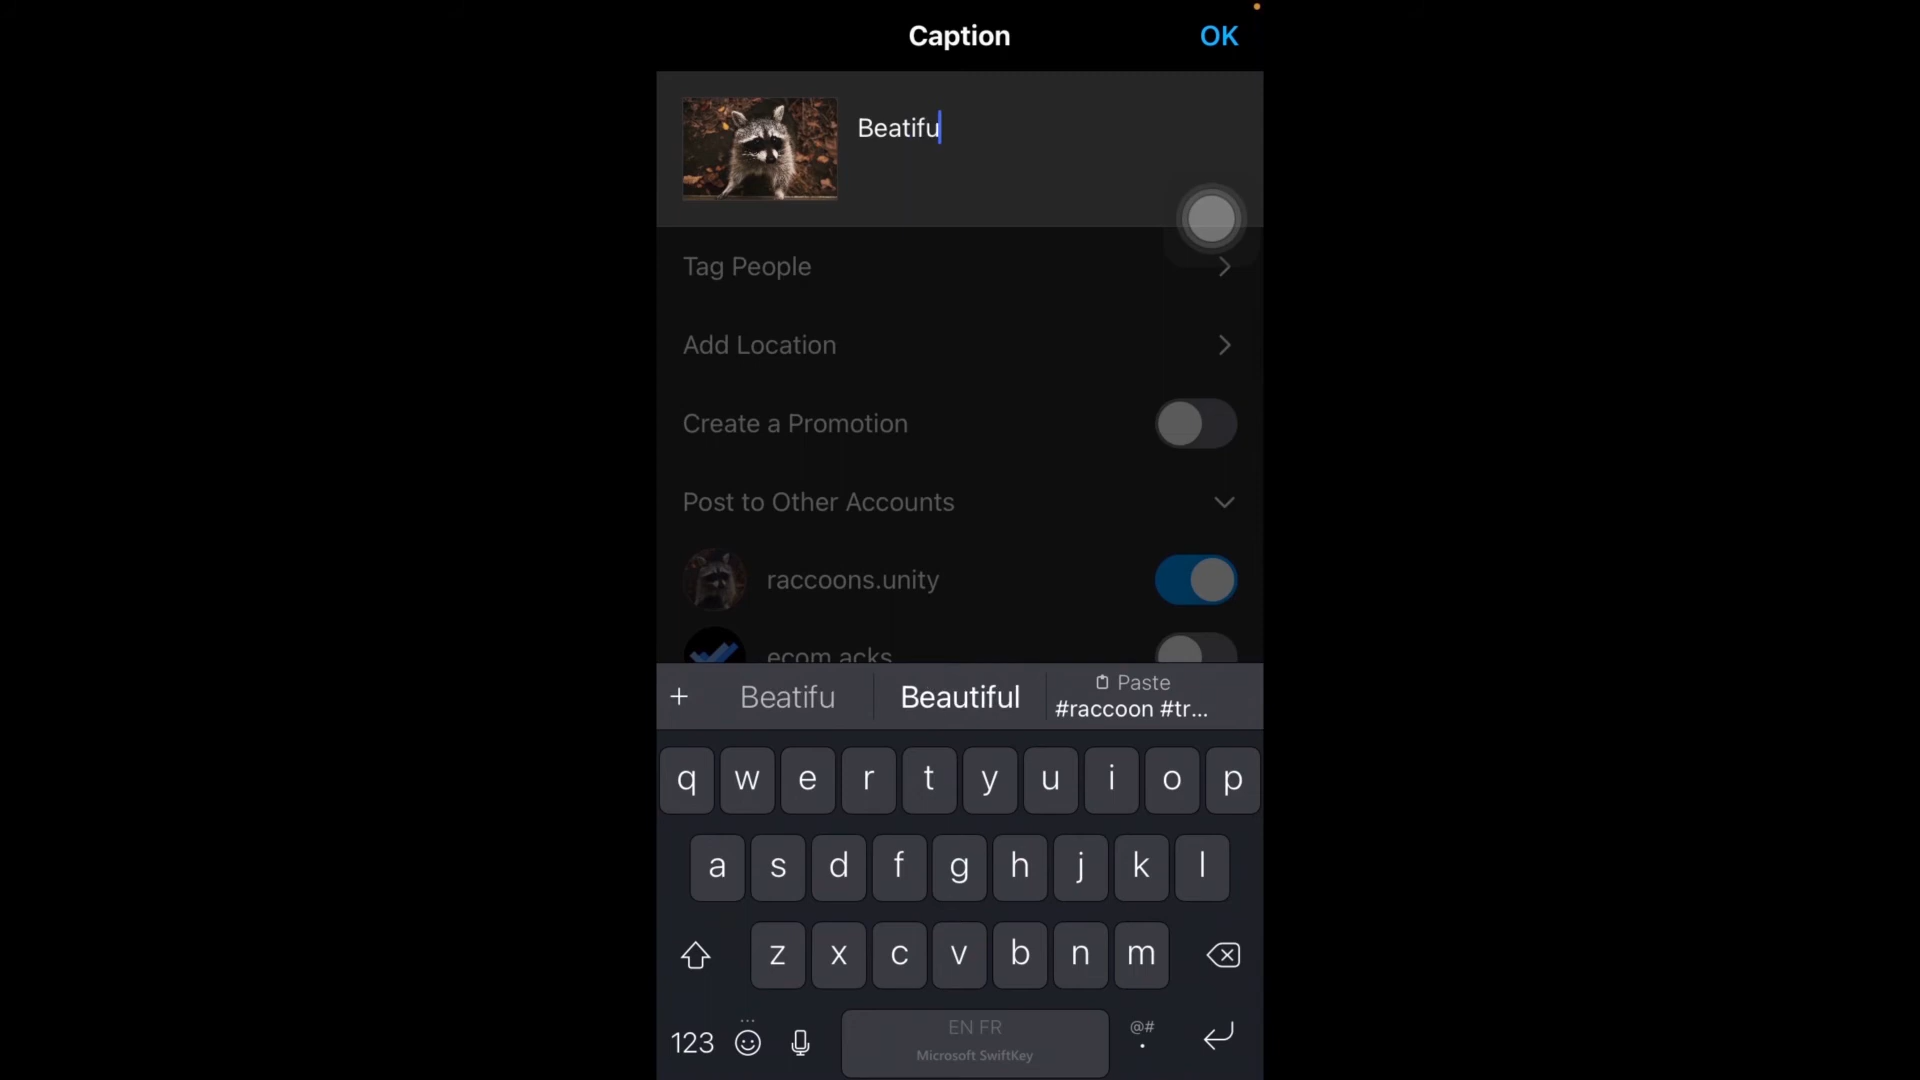 Caption OK
Beatifu
Tag People
Add Location
Create a Promotion
Post to Other Accounts
raccoons.unity
ecom acks
Beatifu Beautiful Paste
#raccoon #tr...
q w e r t y u i o p
a s d f g h j k l
z x c v b n m
EN FR @#
123 .
Microsoft SwiftKey